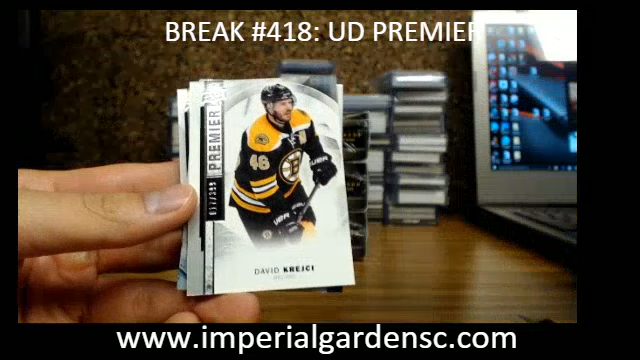 BREAK #418: UD PREMIER
PREMIER
46
B
DAVID KREJCI
www.imperialgardensc.com